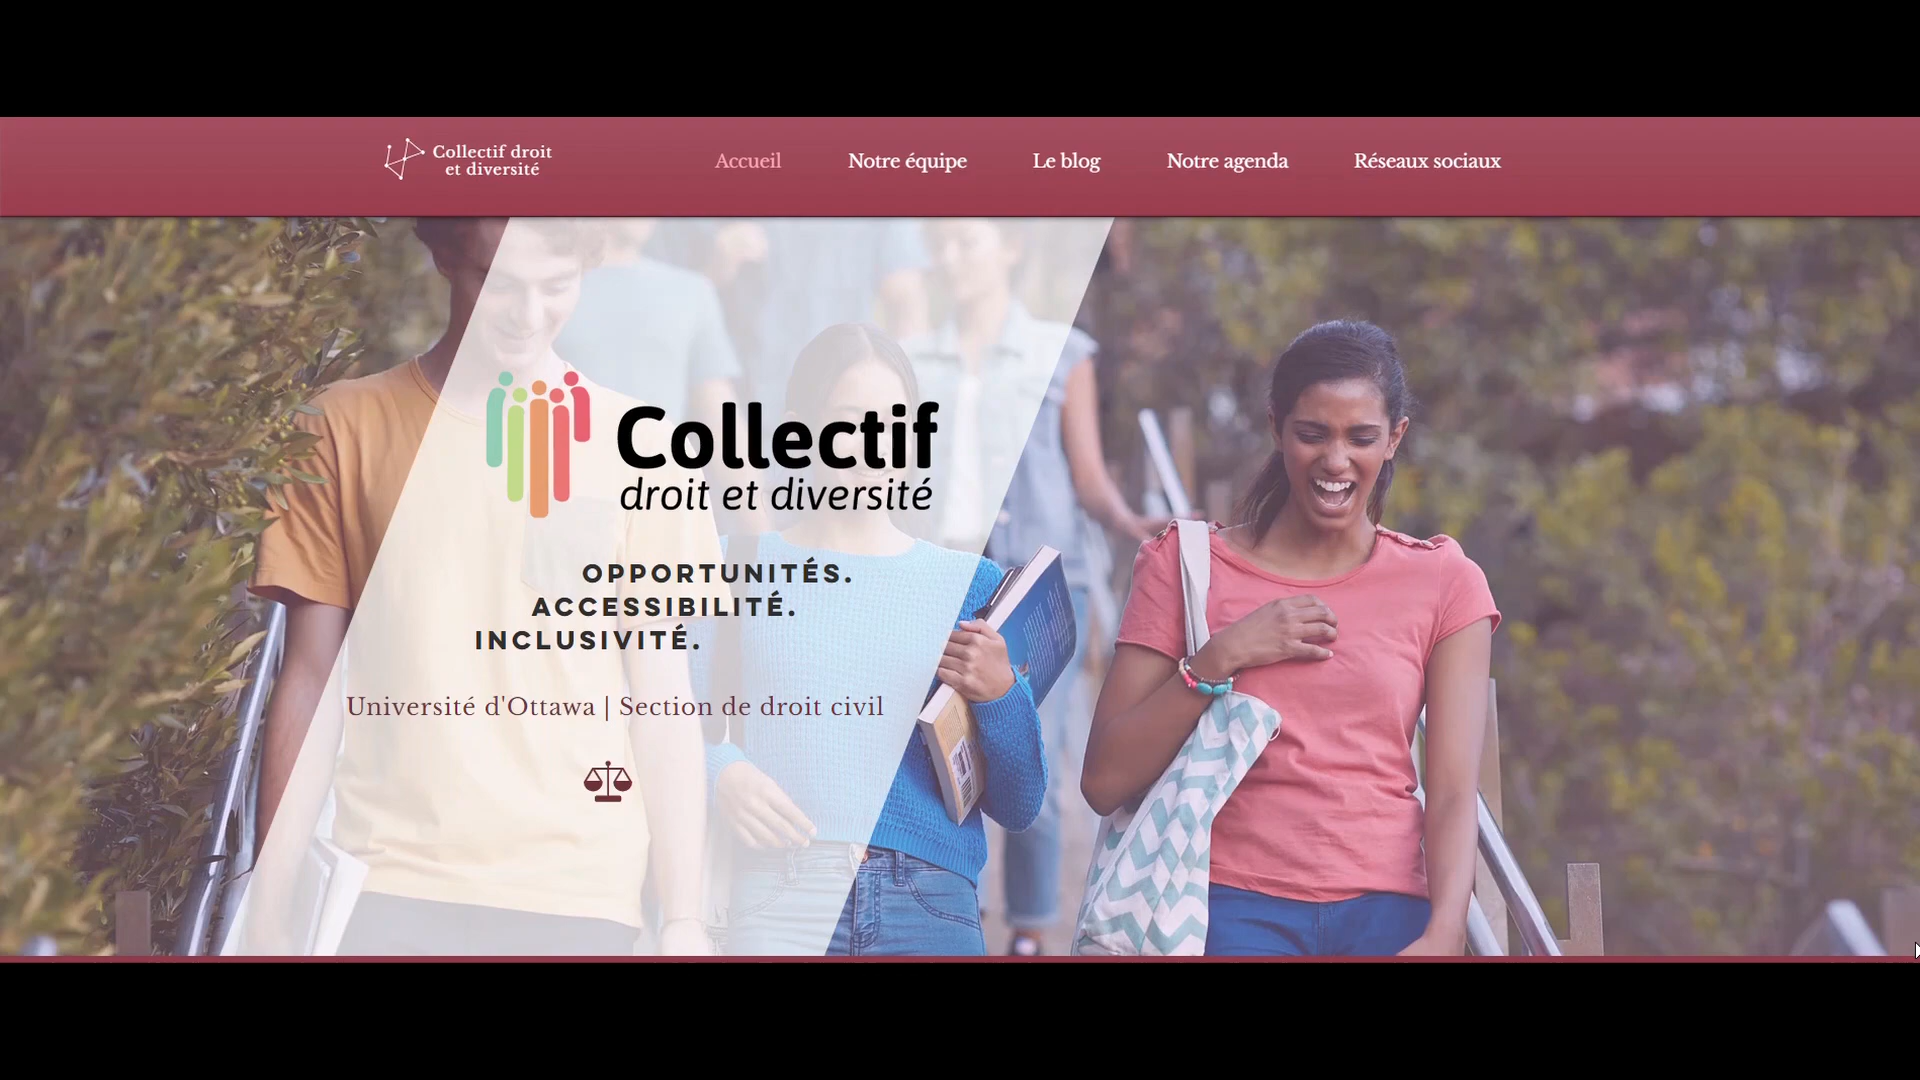 Collectif droit
et diversité
Accueil
Notre équipe
Le blog
Notre agenda
Réseaux sociaux
Collectif
droit et diversité
OPPORTUNITÉS.
ACCESSIBILITÉ.
INCLUSIVITÉ.
Université d'Ottawa | Section de droit civil